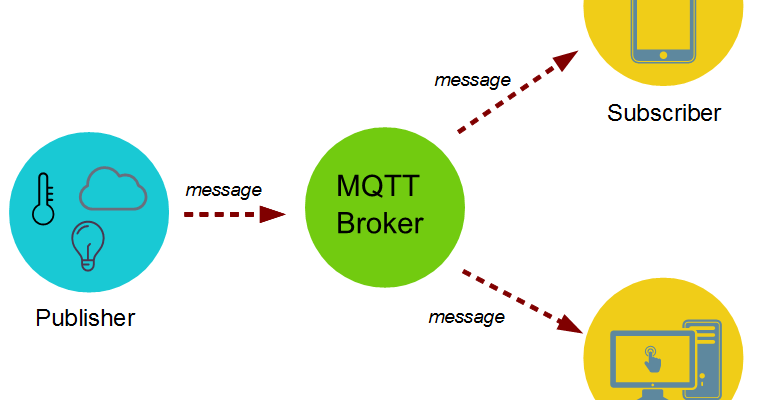 message
Subscriber
message
MQTT
Broker
Publisher
message